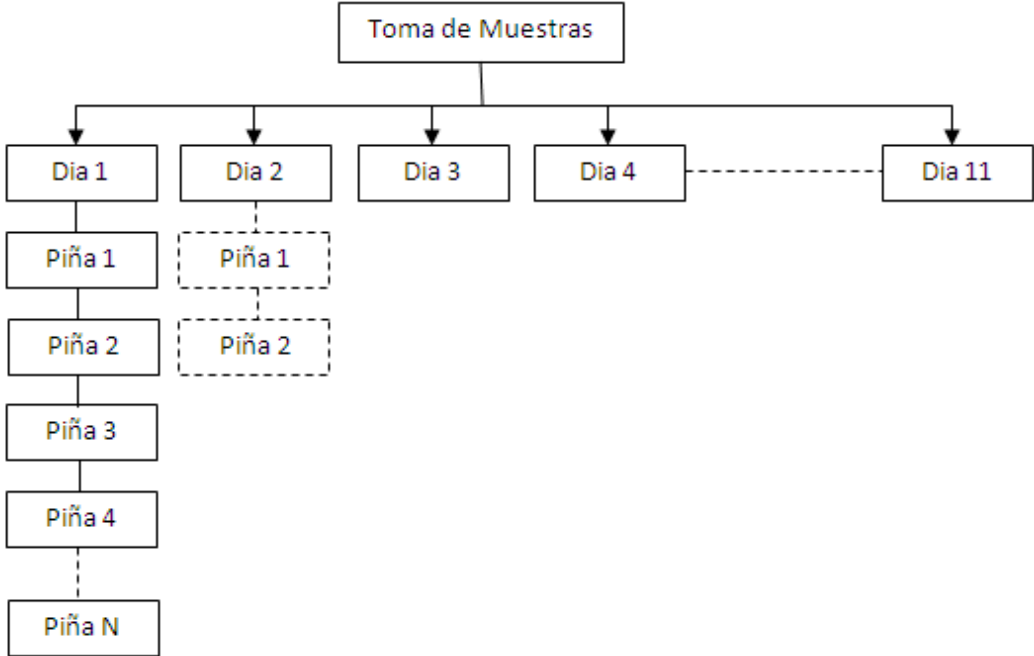 Toma de Muestras
Dia 1
Dia 2
Dia 3
Dia 4
Dia 11
Piña 1
Piña 1
Piña 2
Piña 2
Piña 3
Piña 4
Piña N